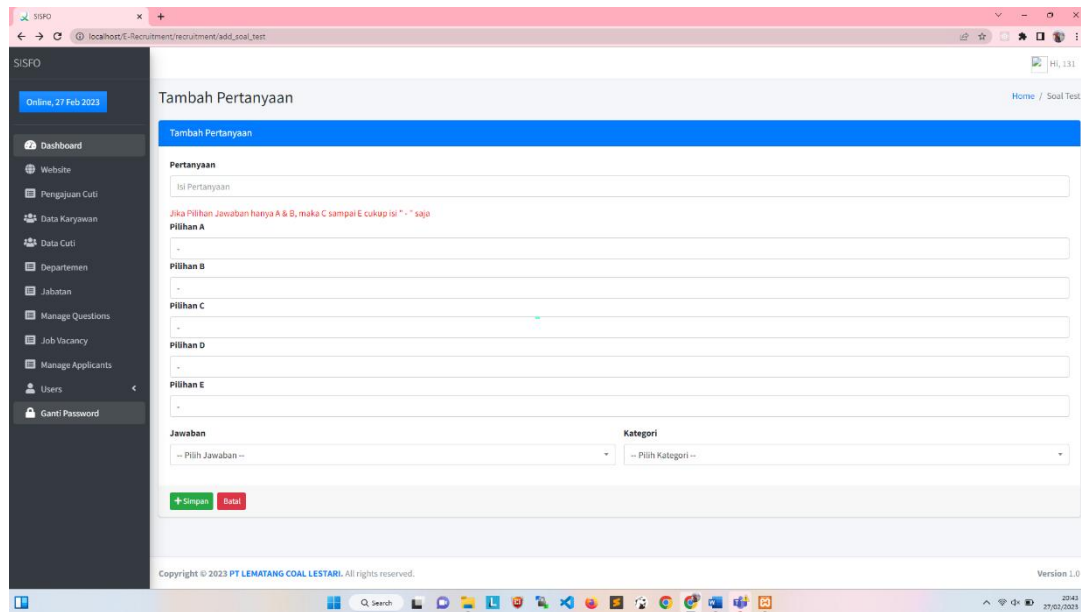 SISFO
localhost/E-Recruitment/recruitment/add_soal_test
SISFO
Hi, 131
Online, 27 Feb 2023
Tambah Pertanyaan
Home / Soal Test
Dashboard
Website
Pengajuan Cuti
Data Karyawan
Data Cuti
Departemen
Jabatan
Manage Questions
Job Vacancy
Manage Applicants
Users
Ganti Password
Tambah Pertanyaan
Pertanyaan
Isi Pertanyaan
Jika Pilihan Jawaban hanya A & B, maka C sampai E cukup isi " - " saja
Pilihan A
-
Pilihan B
-
Pilihan C
-
Pilihan D
-
Pilihan E
-
Jawaban
Kategori
-- Pilih Jawaban --
-- Pilih Kategori --
+ Simpan
Batal
Copyright © 2023 PT LEMATANG COAL LESTARI. All rights reserved.
Version 1.0
Search
20:43
27/02/2023